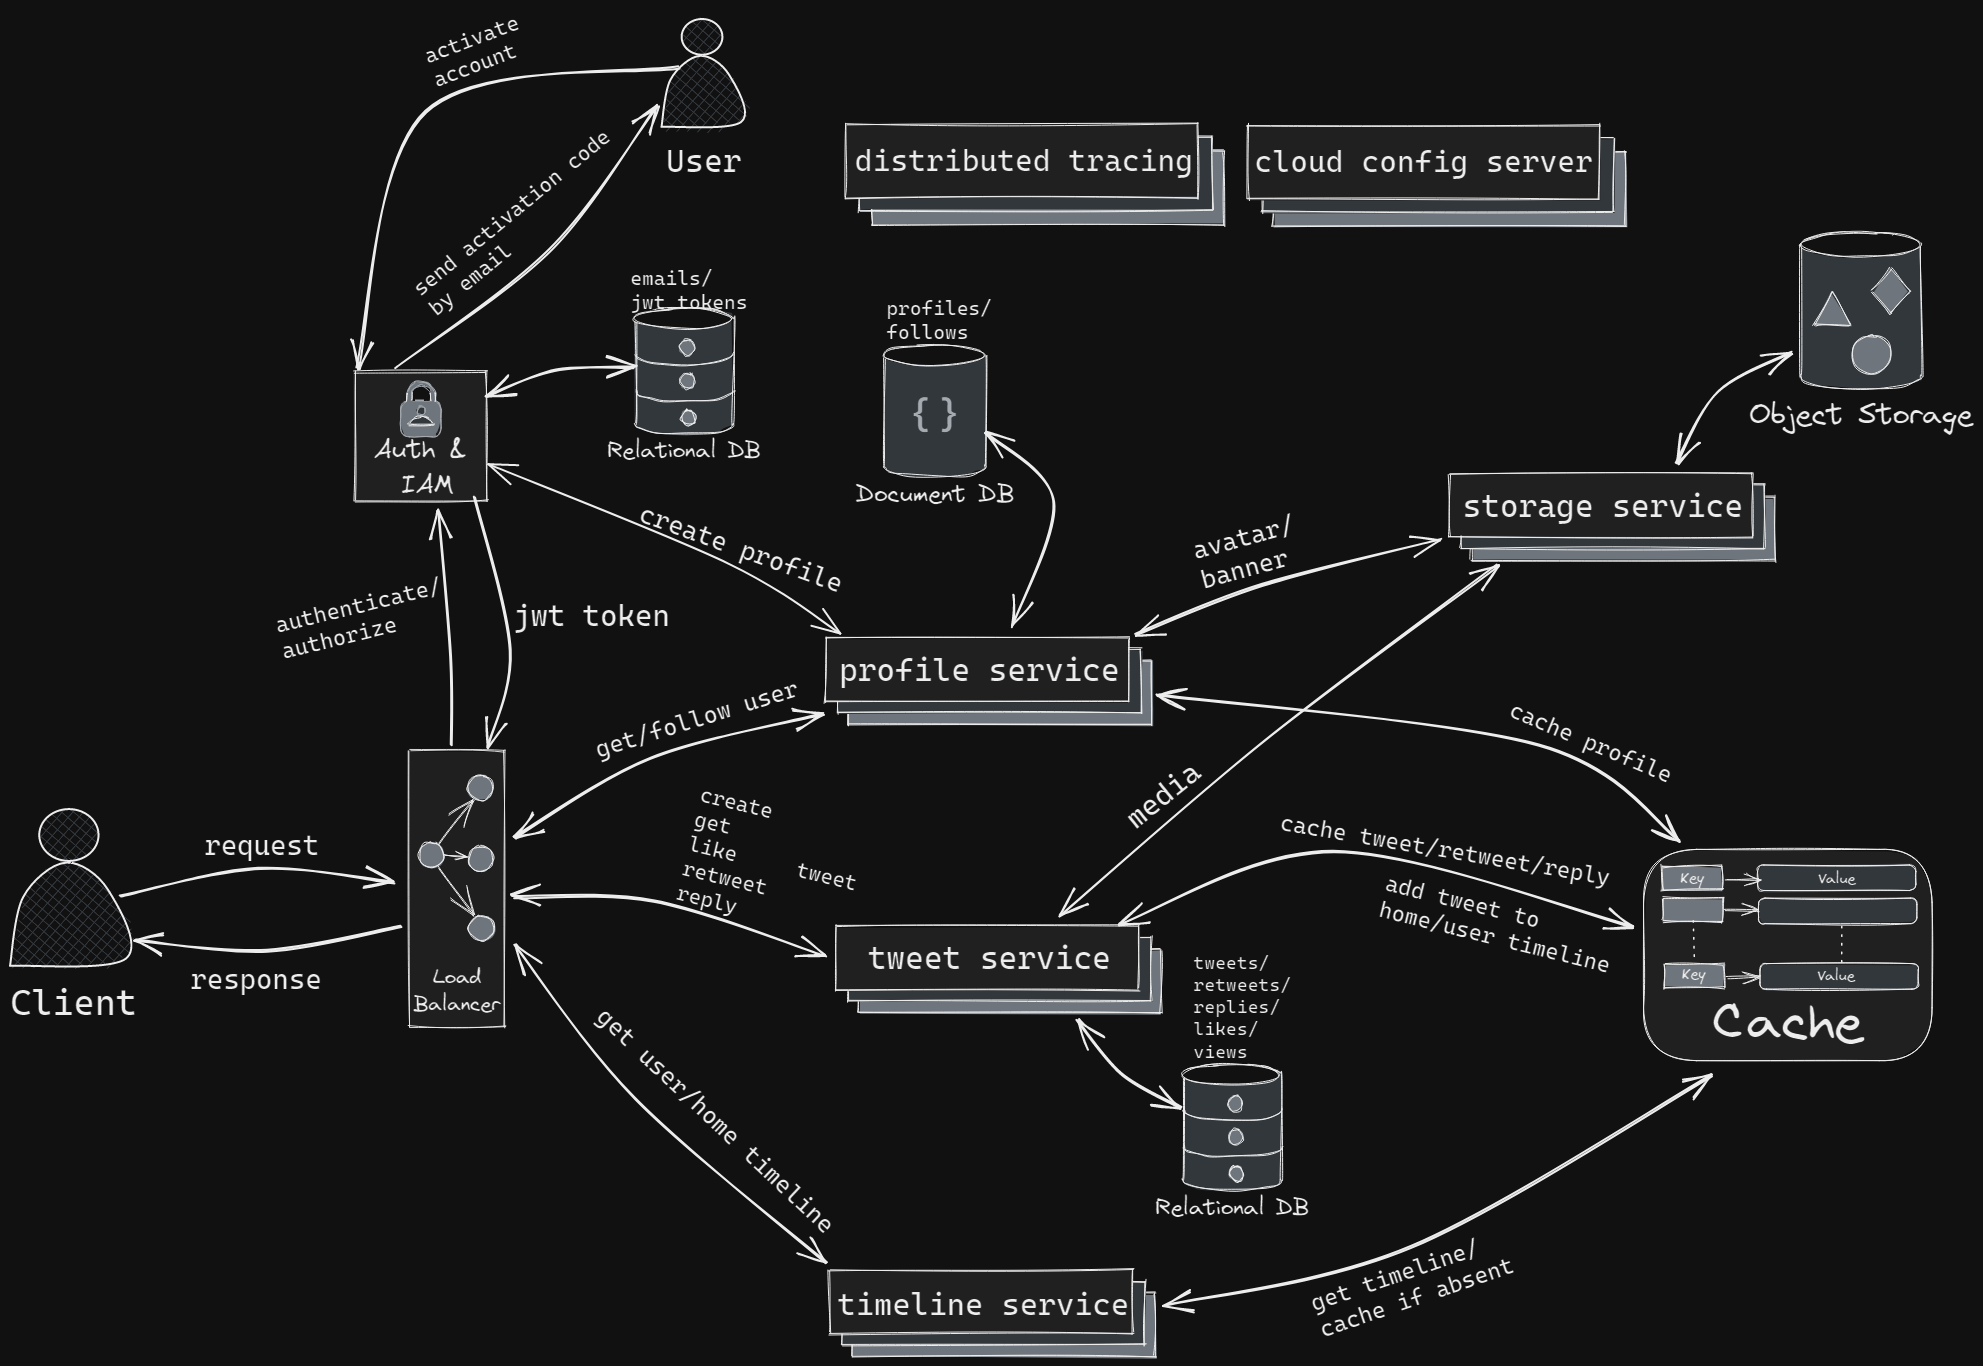 activate
account
User
send activation code
by email
distributed tracing
cloud config server
emails/
jwt tokens
Relational DB
profiles/
follows
{ }
Document DB
Object Storage
Auth &
IAM
storage service
create profile
avatar/
banner
authenticate/
authorize
jwt token
profile service
get/follow user
cache profile
media
create
get
like
retweet
reply
tweet
cache tweet/retweet/reply
add tweet to
home/user timeline
request
response
Client
Load
Balancer
tweet service
tweets/
retweets/
replies/
likes/
views
Relational DB
Key
Value
Key
Value
Cache
get user/home timeline
timeline service
get timeline/
cache if absent